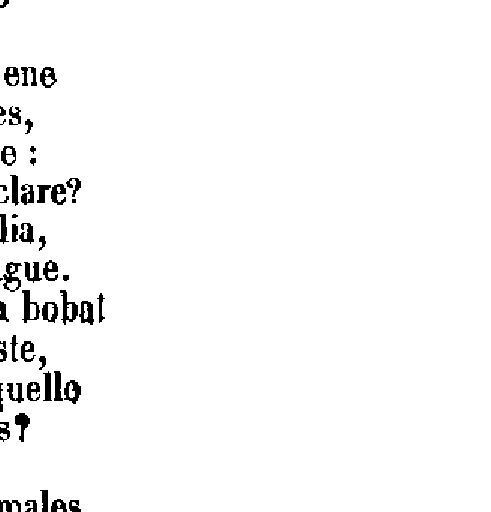 ene
es,
e :
clare?
lia,
gue.
a bobat
ste,
quello
s?
males